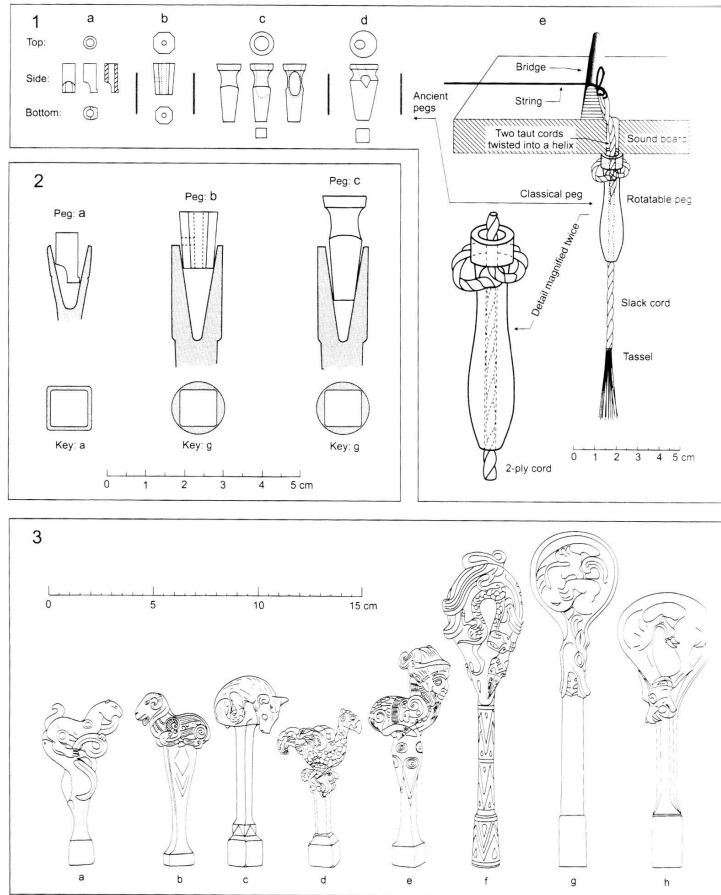 1
a b c d e
Top:
Side:
Bottom:
Ancient
pegs
Bridge
String
Two taut cords
twisted into a helix
Sound board
Classical peg
Rotatable peg
Detail magnified twice
Slack cord
Tassel
2-ply cord
0 1 2 3 4 5 cm
2
Peg: a
Peg: b
Peg: c
Key: a
Key: g
Key: g
0 1 2 3 4 5 cm
3
0 5 10 15 cm
a b c d e f g h